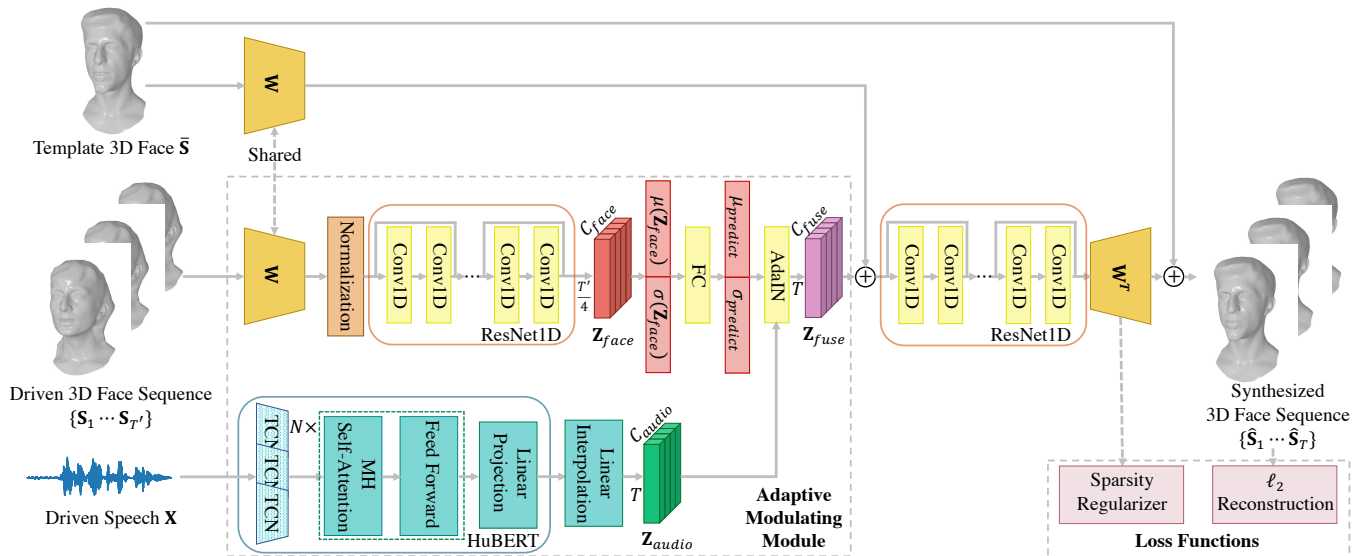 W
Template 3D Face S̄
Shared
W
Normalization
Conv1D
Conv1D
...
Conv1D
Conv1D
ResNet1D
C_face
T'/4
Z_face
μ(Z_face)
σ(Z_face)
FC
μ_predict
σ_predict
AdaIN
C_fuse
T
Z_fuse
Conv1D
Conv1D
...
Conv1D
Conv1D
ResNet1D
W^T
Driven 3D Face Sequence
{S_1 ⋯ S_T'}
Synthesized
3D Face Sequence
{Ŝ_1 ⋯ Ŝ_T}
TCN
TCN
TCN
N×
MH
Self-Attention
Feed Forward
Linear
Projection
HuBERT
Linear
Interpolation
C_audio
T
Z_audio
Adaptive
Modulating
Module
Driven Speech X
Sparsity
Regularizer
ℓ_2
Reconstruction
Loss Functions